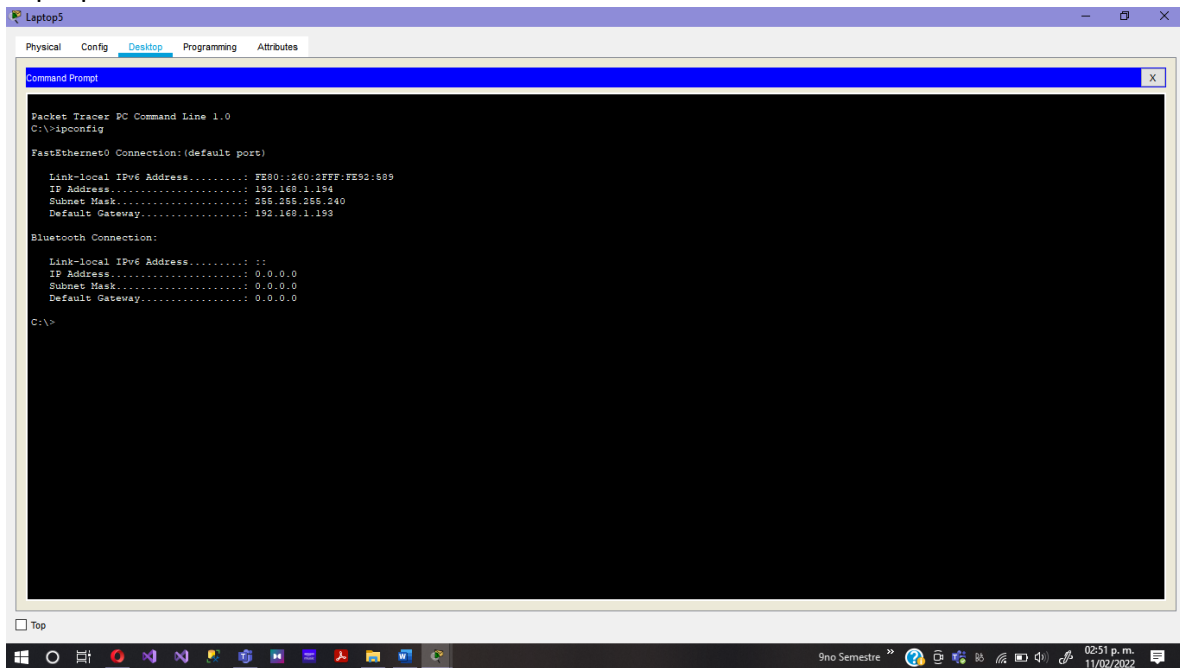 Laptop5
Physical Config Desktop Programming Attributes
Command Prompt
X
Packet Tracer PC Command Line 1.0
C:\>ipconfig
FastEthernet0 Connection:(default port)
Link-local IPv6 Address.........: FE80::260:2FFF:FE92:589
IP Address......................: 192.168.1.194
Subnet Mask.....................: 255.255.255.240
Default Gateway.................: 192.168.1.193
Bluetooth Connection:
Link-local IPv6 Address.........: ::
IP Address......................: 0.0.0.0
Subnet Mask.....................: 0.0.0.0
Default Gateway.................: 0.0.0.0
C:\>
Top
9no Semestre
02:51 p. m.
11/02/2022